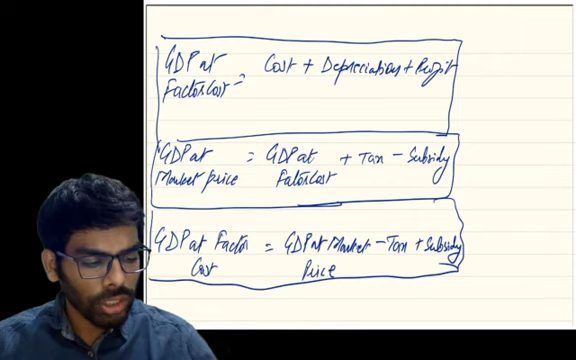 GDP at Cost + Depreciation + Profit
Factor Cost =
GDP at = GDP at + Tax - Subsidy
Market price Fator Cost
GDP at Factor = GDP at Market - Tax + Subsidy
Cost Price